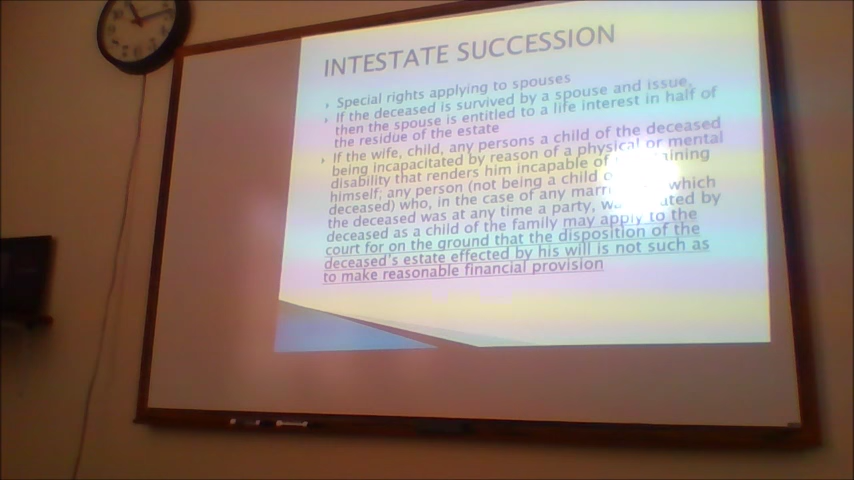 INTESTATE SUCCESSION
Special rights applying to spouses
If the deceased is survived by a spouse and issue,
then the spouse is entitled to a life interest in half of
the residue of the estate
If the wife, child, any persons a child of the deceased
being incapacitated by reason of a physical or mental
disability that renders him incapable of
himself; any person (not being a child
deceased) who, in the case of any which
the deceased was at any time a party, by
deceased as a child of the family may apply to the
court for on the ground that the disposition of the
deceased's estate effected by his will is not such as
to make reasonable financial provision